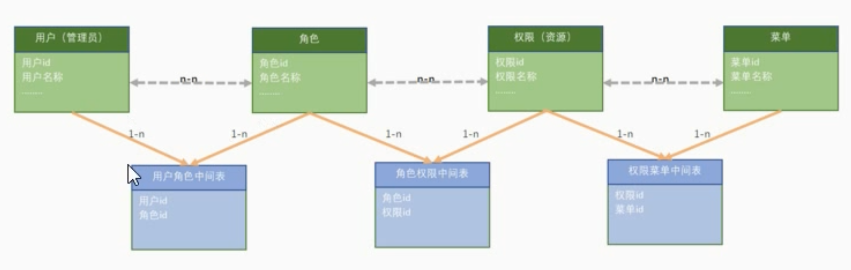 用户（管理员）
用户id
用户名称
......
角色
角色id
角色名称
......
权限（资源）
权限id
权限名称
......
菜单
菜单id
菜单名称
......
n-n
n-n
n-n
1-n
1-n
1-n
1-n
1-n
1-n
用户角色中间表
用户id
角色id
角色权限中间表
角色id
权限id
权限菜单中间表
权限id
菜单id